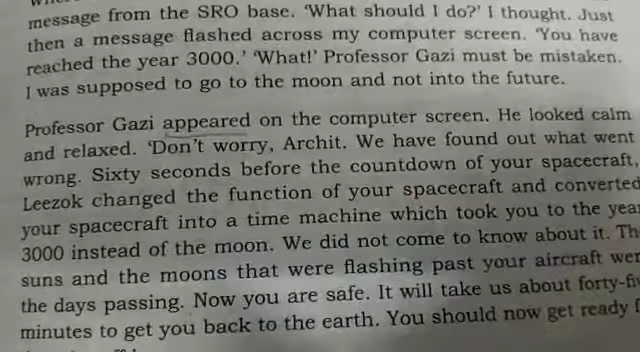 message from the SRO base. 'What should I do?' I thought. Just
then a message flashed across my computer screen. 'You have
reached the year 3000.' 'What!' Professor Gazi must be mistaken.
I was supposed to go to the moon and not into the future.
Professor Gazi appeared on the computer screen. He looked calm
and relaxed. 'Don't worry, Archit. We have found out what went
wrong. Sixty seconds before the countdown of your spacecraft,
Leezok changed the function of your spacecraft and converted
your spacecraft into a time machine which took you to the year
3000 instead of the moon. We did not come to know about it. Th
suns and the moons that were flashing past your aircraft wer
the days passing. Now you are safe. It will take us about forty-fiv
minutes to get you back to the earth. You should now get ready f